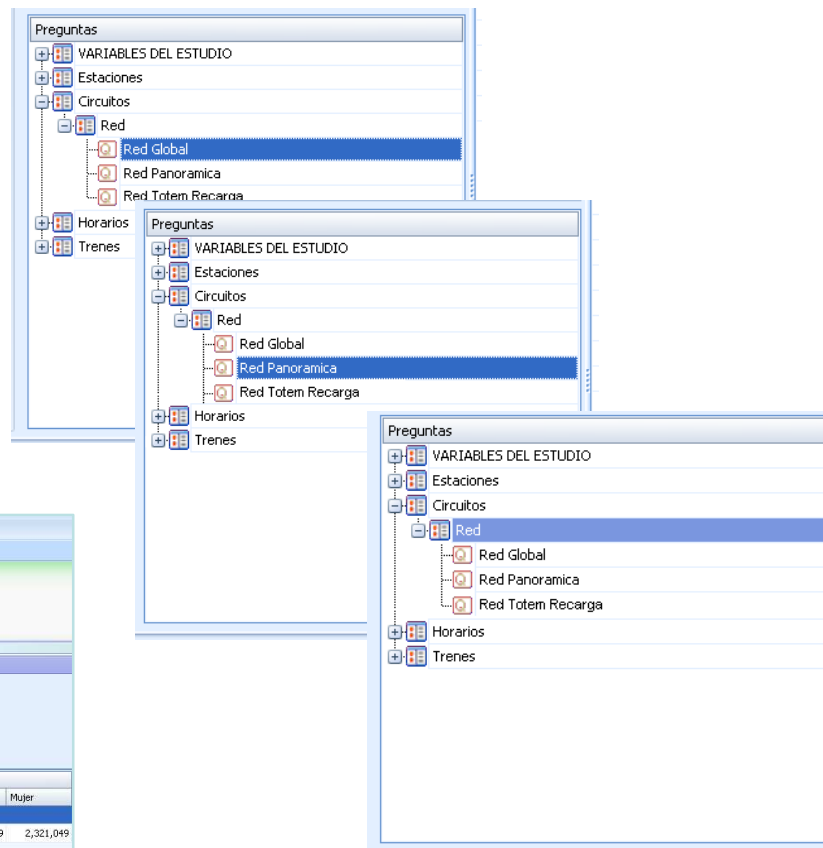 Preguntas
VARIABLES DEL ESTUDIO
Estaciones
Circuitos
Red
Red Global
Red Panoramica
Red Totem Recarga
Horarios
Trenes
Preguntas
VARIABLES DEL ESTUDIO
Estaciones
Circuitos
Red
Red Global
Red Panoramica
Red Totem Recarga
Horarios
Trenes
Preguntas
VARIABLES DEL ESTUDIO
Estaciones
Circuitos
Red
Red Global
Red Panoramica
Red Totem Recarga
Horarios
Trenes
Mujer
9 2,321,049